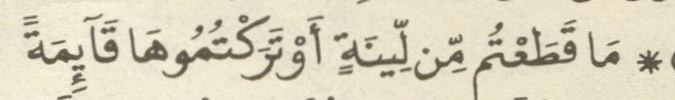 * مَا قَطَعْتُم مِّن لِّينَةٍ أَوْ تَرَكْتُمُوهَا قَآئِمَةً